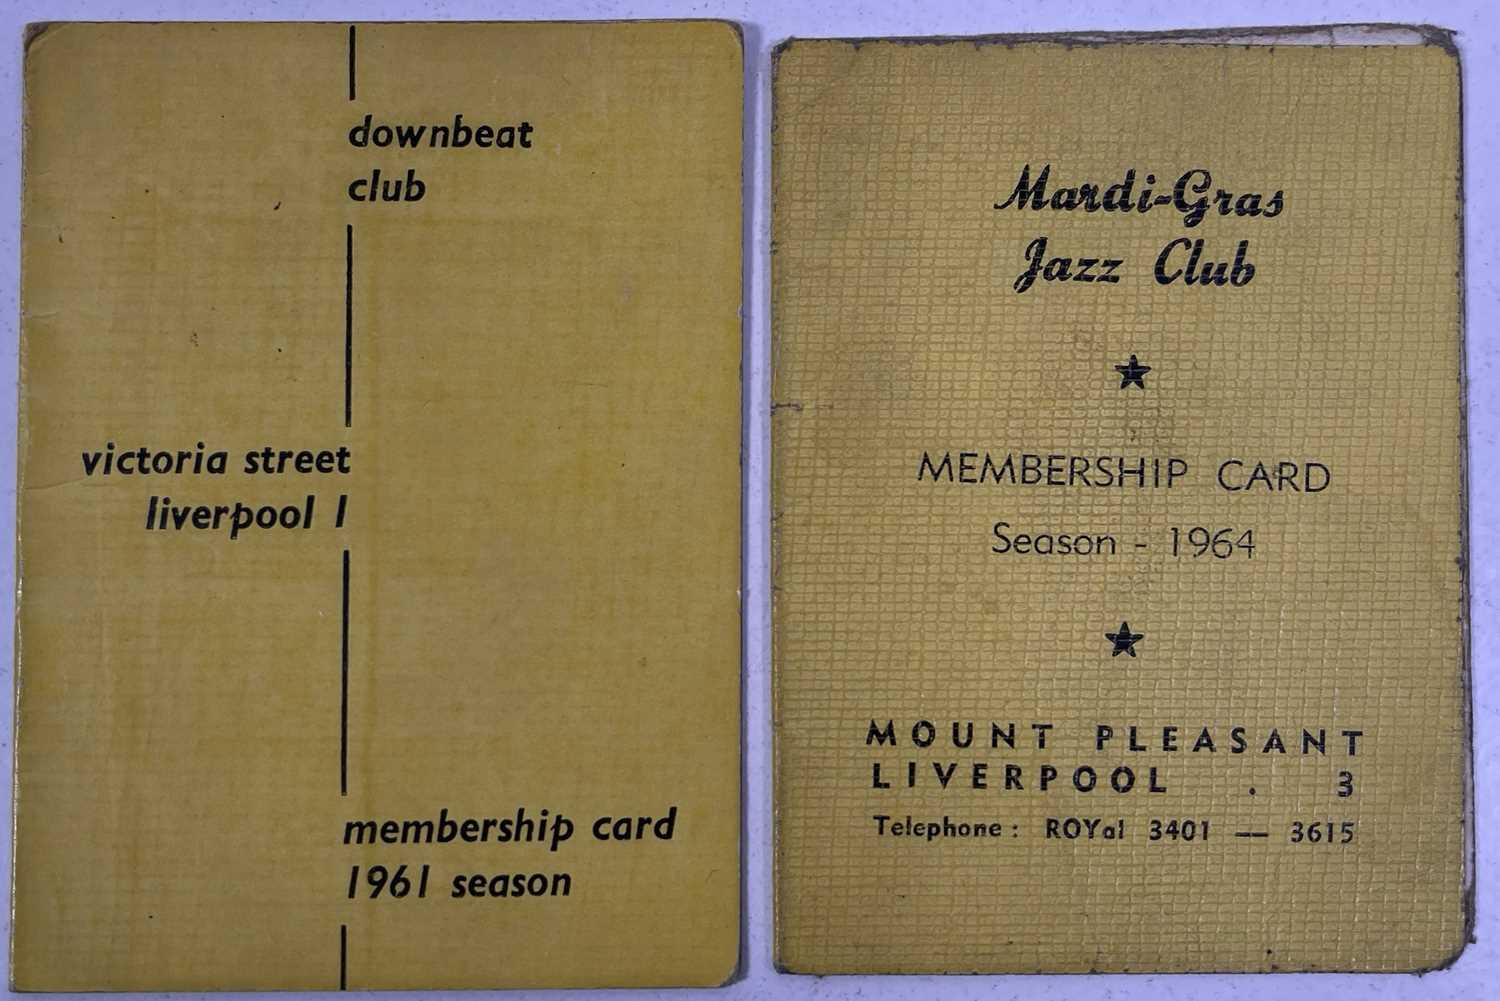 downbeat
club
victoria street
liverpool 1
membership card
1961 season
Mardi-Gras
Jazz Club
MEMBERSHIP CARD
Season - 1964
MOUNT PLEASANT
LIVERPOOL . 3
Telephone : ROYal 3401 — 3615